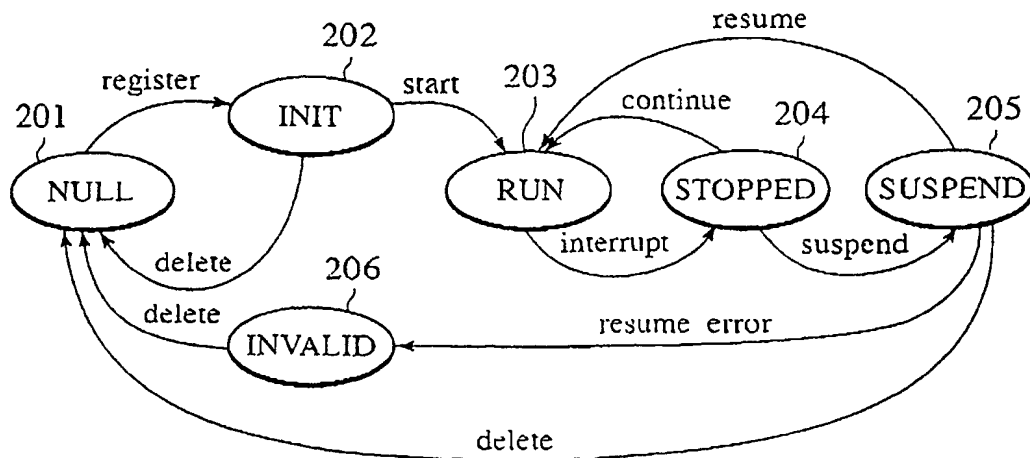 resume
202
register
start
203
continue
204
205
201
INIT
NULL
RUN
STOPPED
SUSPEND
interrupt
suspend
delete
206
delete
INVALID
resume error
delete